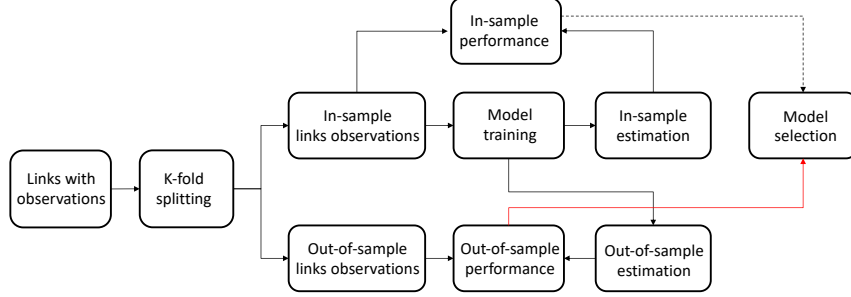 In-sample
performance
In-sample
links observations
Model
training
In-sample
estimation
Model
selection
Links with
observations
K-fold
splitting
Out-of-sample
links observations
Out-of-sample
performance
Out-of-sample
estimation